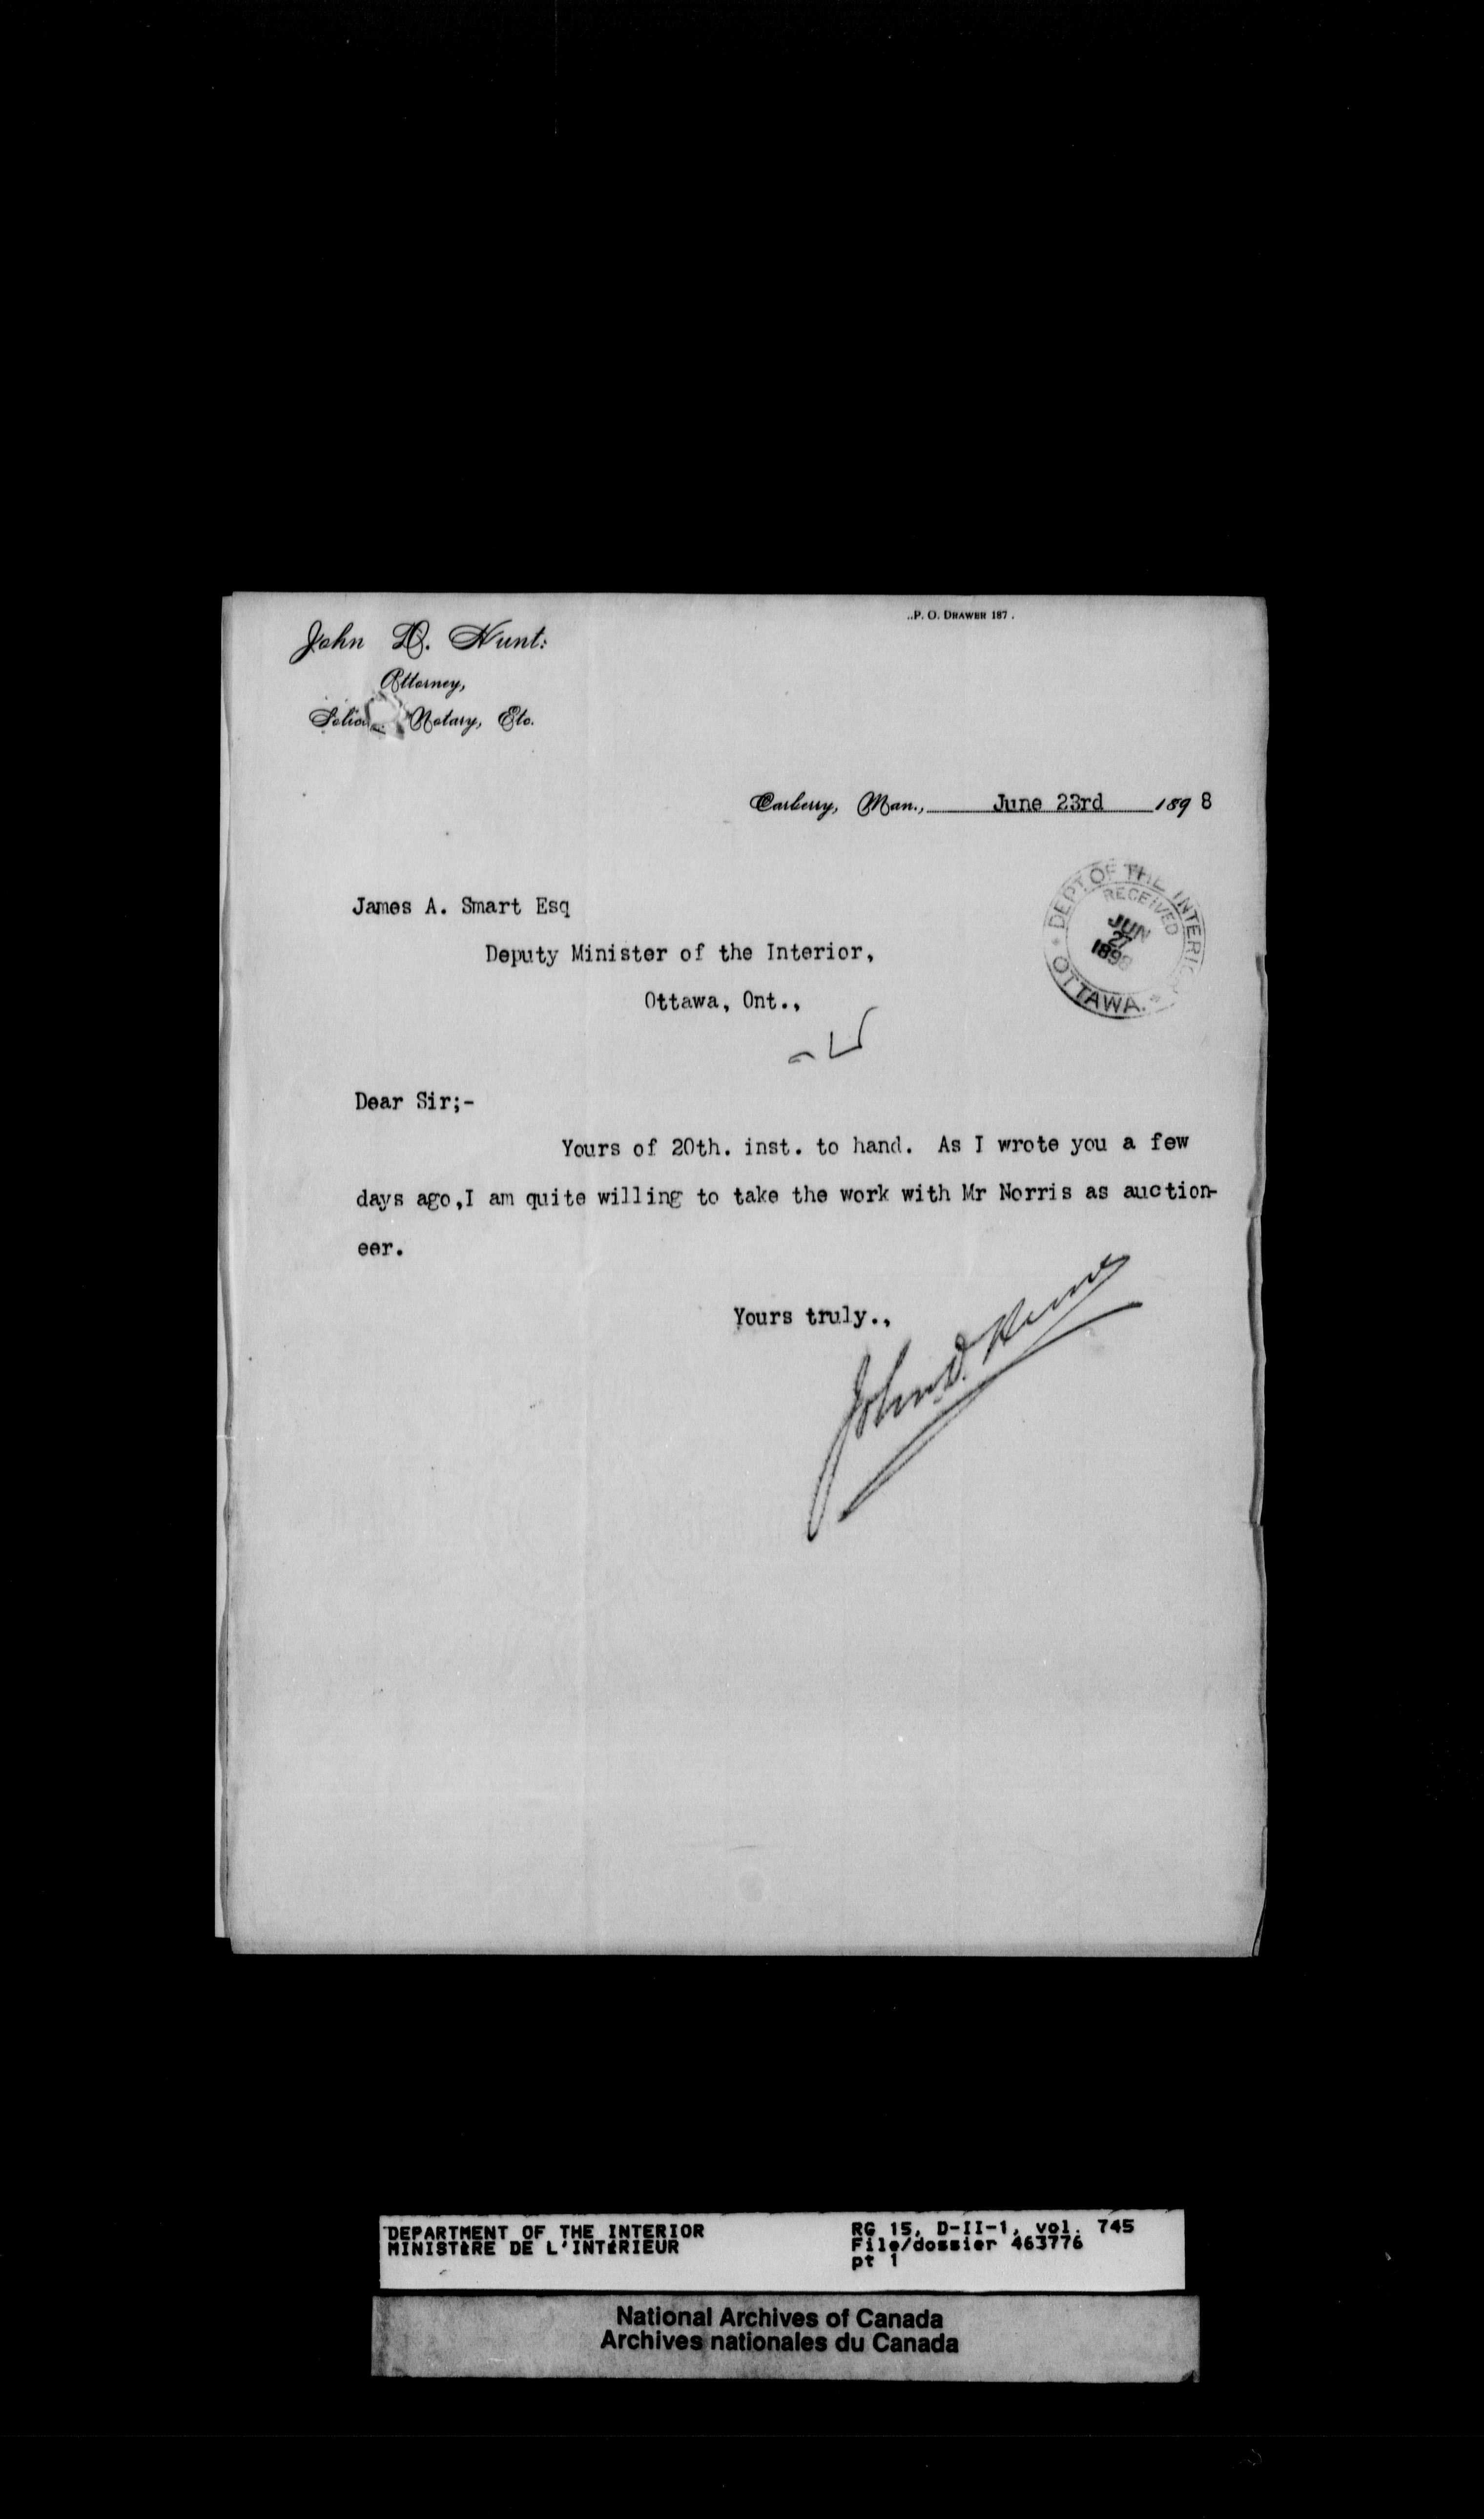 ..P. O. DRAWER 187.
John D. Hunt:
Attorney,
Notary, Etc.
Carberry, Man., June 23rd 1898
DEPT. OF THE INTERIOR
RECEIVED
JUN
27
1898
OTTAWA.
James A. Smart Esq
Deputy Minister of the Interior,
Ottawa, Ont.,
Dear Sir;-
Yours of 20th. inst. to hand. As I wrote you a few
days ago,I am quite willing to take the work with Mr Norris as auction-
eer.
Yours truly.,
John D. Hunt
DEPARTMENT OF THE INTERIOR
MINISTÈRE DE L'INTÉRIEUR
RG 15, D-II-1, vol. 745
File/dossier 463776
pt 1
National Archives of Canada
Archives nationales du Canada